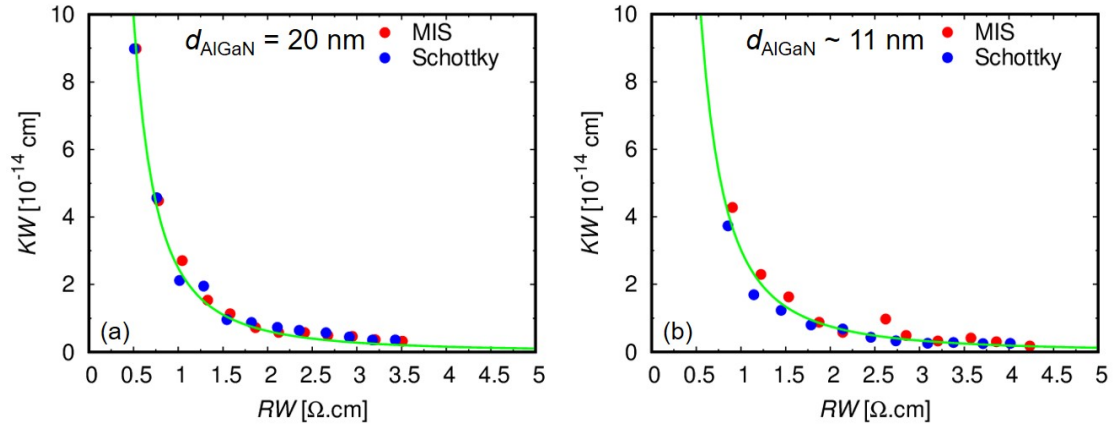 d_AlGaN = 20 nm
MIS
Schottky
KW [10^-14 cm]
10
8
6
4
2
0
(a)
0 0.5 1 1.5 2 2.5 3 3.5 4 4.5 5
RW [Ω.cm]
d_AlGaN ~ 11 nm
MIS
Schottky
KW [10^-14 cm]
10
8
6
4
2
0
(b)
0 0.5 1 1.5 2 2.5 3 3.5 4 4.5 5
RW [Ω.cm]